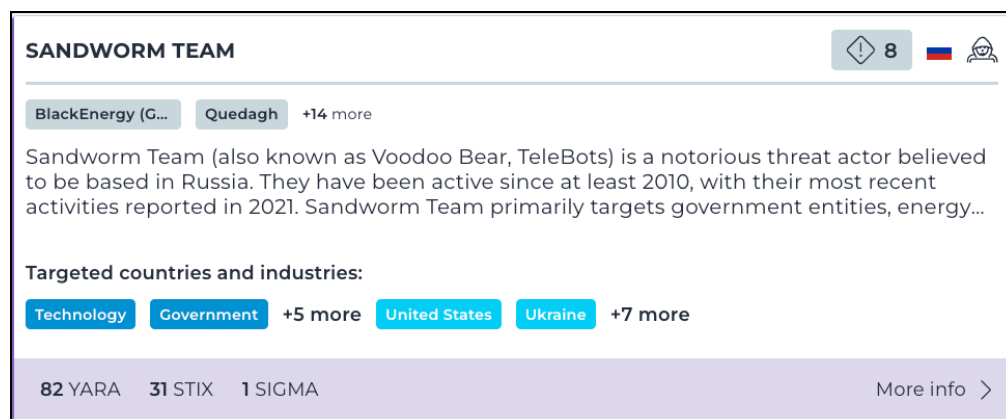 SANDWORM TEAM
8
BlackEnergy (G... Quedagh +14 more
Sandworm Team (also known as Voodoo Bear, TeleBots) is a notorious threat actor believed
to be based in Russia. They have been active since at least 2010, with their most recent
activities reported in 2021. Sandworm Team primarily targets government entities, energy...
Targeted countries and industries:
Technology Government +5 more United States Ukraine +7 more
82 YARA 31 STIX 1 SIGMA More info